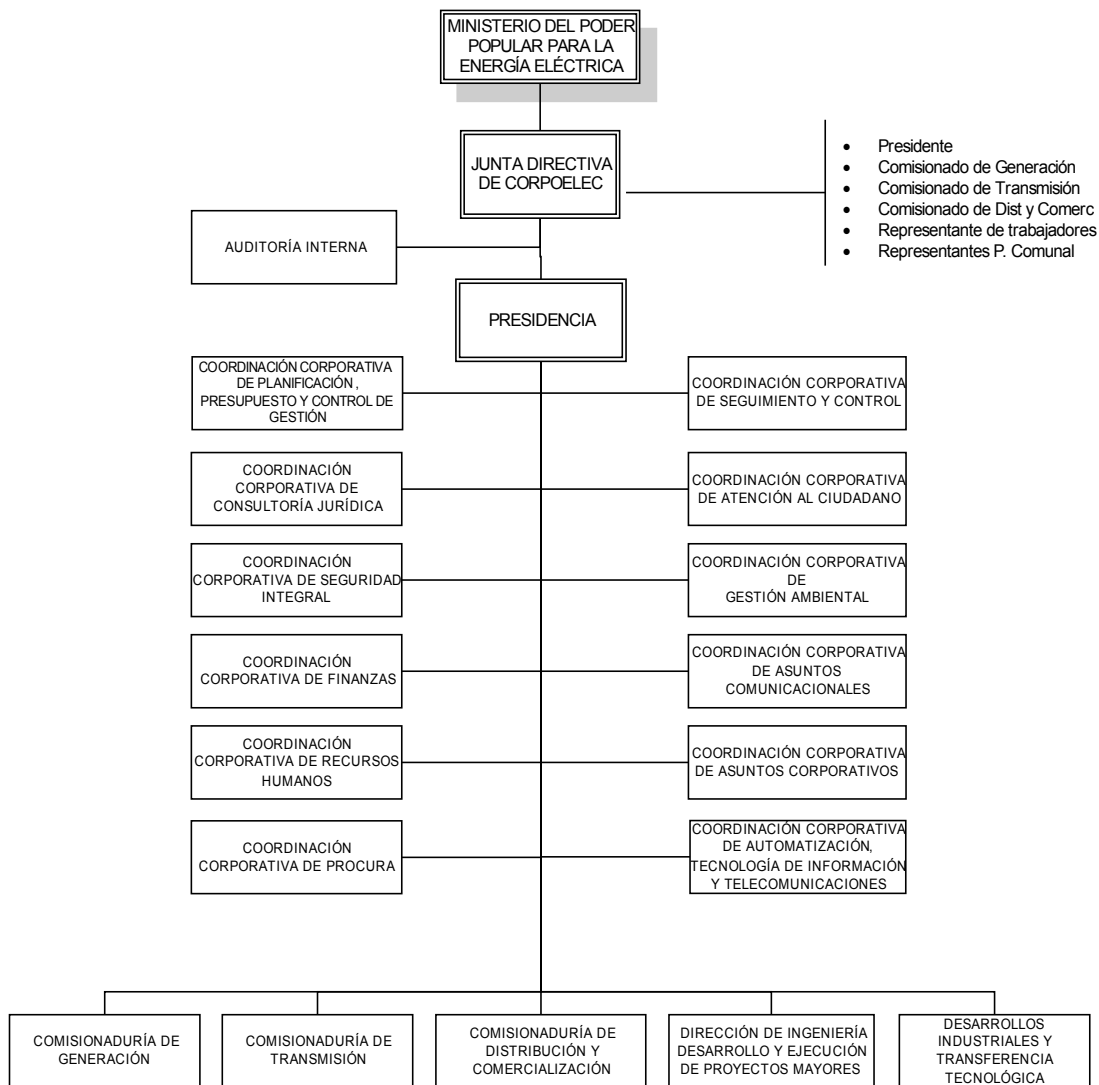 MINISTERIO DEL PODER
POPULAR PARA LA
ENERGÍA ELÉCTRICA
JUNTA DIRECTIVA
DE CORPOELEC
• Presidente
• Comisionado de Generación
• Comisionado de Transmisión
• Comisionado de Dist y Comerc
• Representante de trabajadores
• Representantes P. Comunal
AUDITORÍA INTERNA
PRESIDENCIA
COORDINACIÓN CORPORATIVA
DE PLANIFICACIÓN ,
PRESUPUESTO Y CONTROL DE
GESTIÓN
COORDINACIÓN CORPORATIVA
DE SEGUIMIENTO Y CONTROL
COORDINACIÓN
CORPORATIVA DE
CONSULTORÍA JURÍDICA
COORDINACIÓN CORPORATIVA
DE ATENCIÓN AL CIUDADANO
COORDINACIÓN
CORPORATIVA DE SEGURIDAD
INTEGRAL
COORDINACIÓN CORPORATIVA
DE
GESTIÓN AMBIENTAL
COORDINACIÓN
CORPORATIVA DE FINANZAS
COORDINACIÓN CORPORATIVA
DE ASUNTOS
COMUNICACIONALES
COORDINACIÓN
CORPORATIVA DE RECURSOS
HUMANOS
COORDINACIÓN CORPORATIVA
DE ASUNTOS CORPORATIVOS
COORDINACIÓN
CORPORATIVA DE PROCURA
COORDINACIÓN CORPORATIVA
DE AUTOMATIZACIÓN,
TECNOLOGÍA DE INFORMACIÓN
Y TELECOMUNICACIONES
COMISIONADURÍA DE
GENERACIÓN
COMISIONADURÍA DE
TRANSMISIÓN
COMISIONADURÍA DE
DISTRIBUCIÓN Y
COMERCIALIZACIÓN
DIRECCIÓN DE INGENIERÍA
DESARROLLO Y EJECUCIÓN
DE PROYECTOS MAYORES
DESARROLLOS
INDUSTRIALES Y
TRANSFERENCIA
TECNOLÓGICA